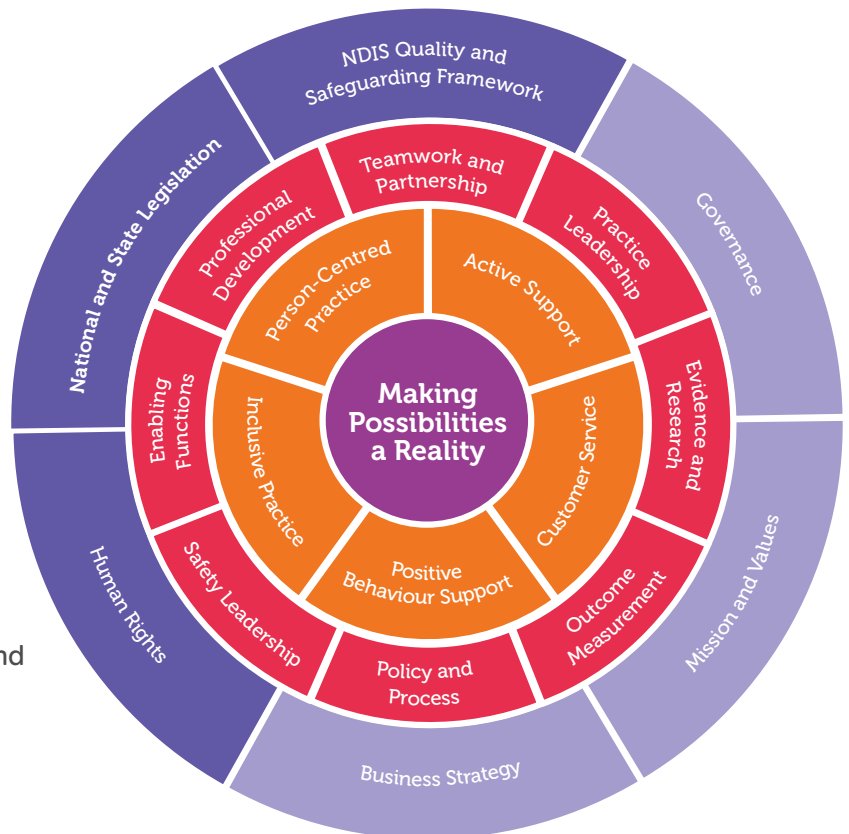 NDIS Quality and
Safeguarding Framework
Governance
Mission and Values
Business Strategy
Human Rights
National and State Legislation
Teamwork and
Partnership
Practice
Leadership
Evidence and
Research
Outcome
Measurement
Policy and
Process
Safety Leadership
Enabling
Functions
Professional
Development
Person-Centred
Practice
Active Support
Customer Service
Positive
Behaviour Support
Inclusive Practice
Making
Possibilities
a Reality